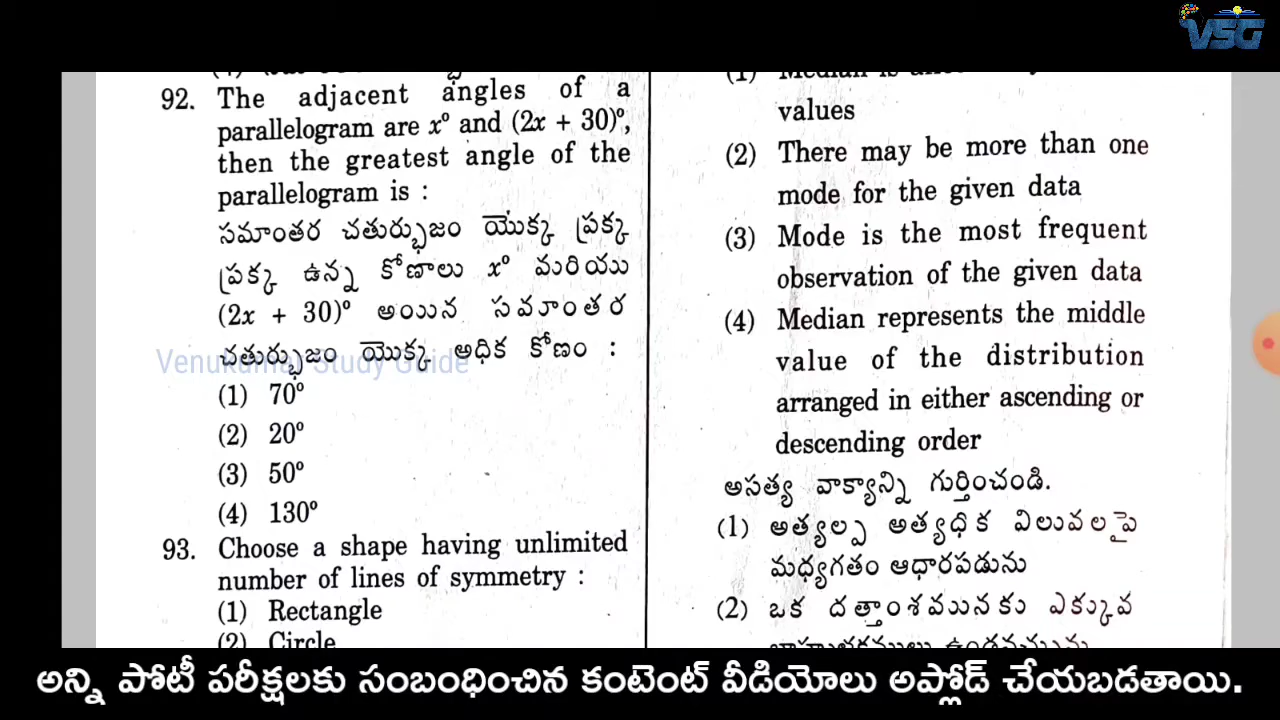 VSG
92. The adjacent angles of a
parallelogram are x° and (2x + 30)°,
then the greatest angle of the
parallelogram is :
సమాంతర చతుర్భుజం యొక్క ప్రక్క
ప్రక్క ఉన్న కోణాలు x° మరియు
(2x + 30)° అయిన సమాంతర
చతుర్భుజం యొక్క అధిక కోణం :
Venukumar Study Guide
(1) 70°
(2) 20°
(3) 50°
(4) 130°
93. Choose a shape having unlimited
number of lines of symmetry :
(1) Rectangle
(2) Circle
(1) Median is
values
(2) There may be more than one
mode for the given data
(3) Mode is the most frequent
observation of the given data
(4) Median represents the middle
value of the distribution
arranged in either ascending or
descending order
అసత్య వాక్యాన్ని గుర్తించండి.
(1) అత్యల్ప అత్యధిక విలువలపై
మధ్యగతం ఆధారపడును
(2) ఒక దత్తాంశమునకు ఎక్కువ
అన్ని పోటీ పరీక్షలకు సంబంధించిన కంటెంట్ వీడియోలు అప్లోడ్ చేయబడతాయి.